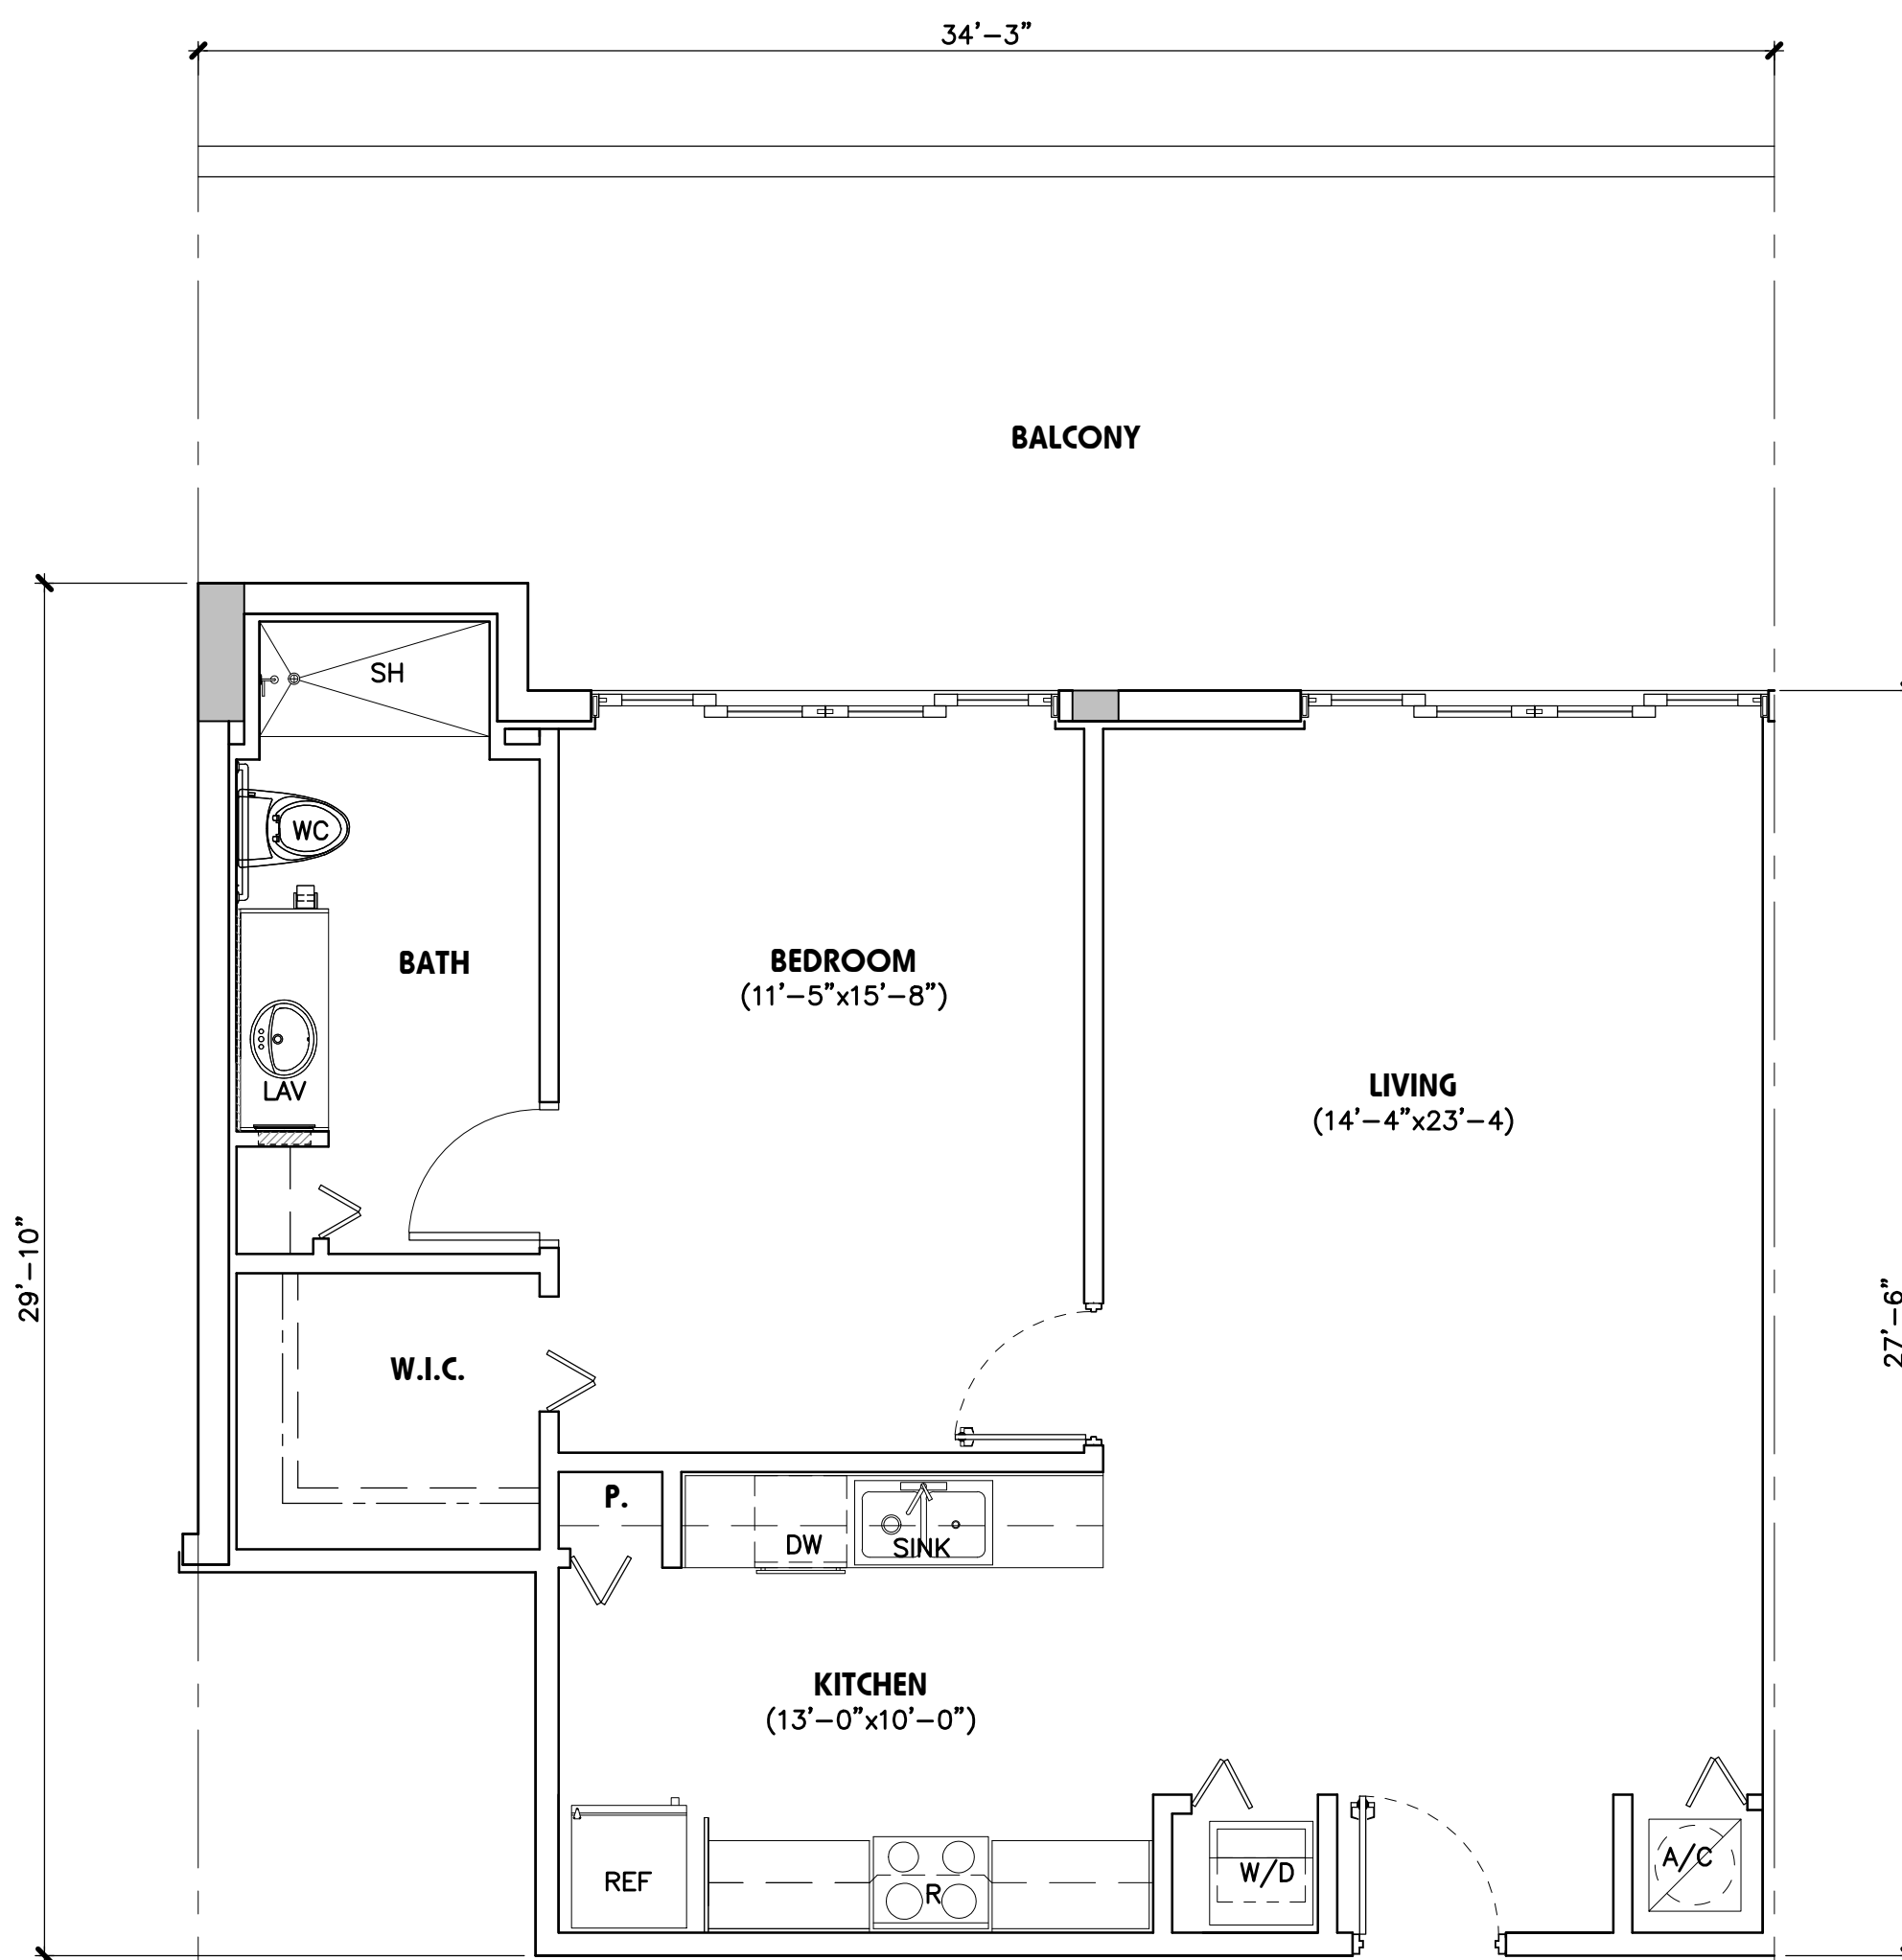 34'-3"
BALCONY
SH
WC
BATH
BEDROOM
(11'-5"x15'-8")
LAV
LIVING
(14'-4"x23'-4)
29'-10"
27'-6"
W.I.C.
P.
DW
SINK
KITCHEN
(13'-0"x10'-0")
REF
R
W/D
A/C